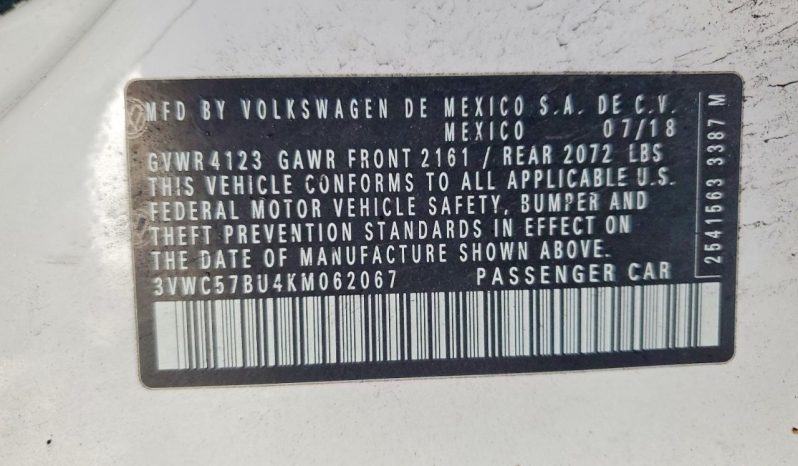 MFD BY VOLKSWAGEN DE MEXICO S.A. DE C.V.
MEXICO 07/18
GVWR 4123 GAWR FRONT 2161 / REAR 2072 LBS
THIS VEHICLE CONFORMS TO ALL APPLICABLE U.S.
FEDERAL MOTOR VEHICLE SAFETY, BUMPER AND
THEFT PREVENTION STANDARDS IN EFFECT ON
THE DATE OF MANUFACTURE SHOWN ABOVE.
3VWC57BU4KM062067 PASSENGER CAR
2541563 3387 M